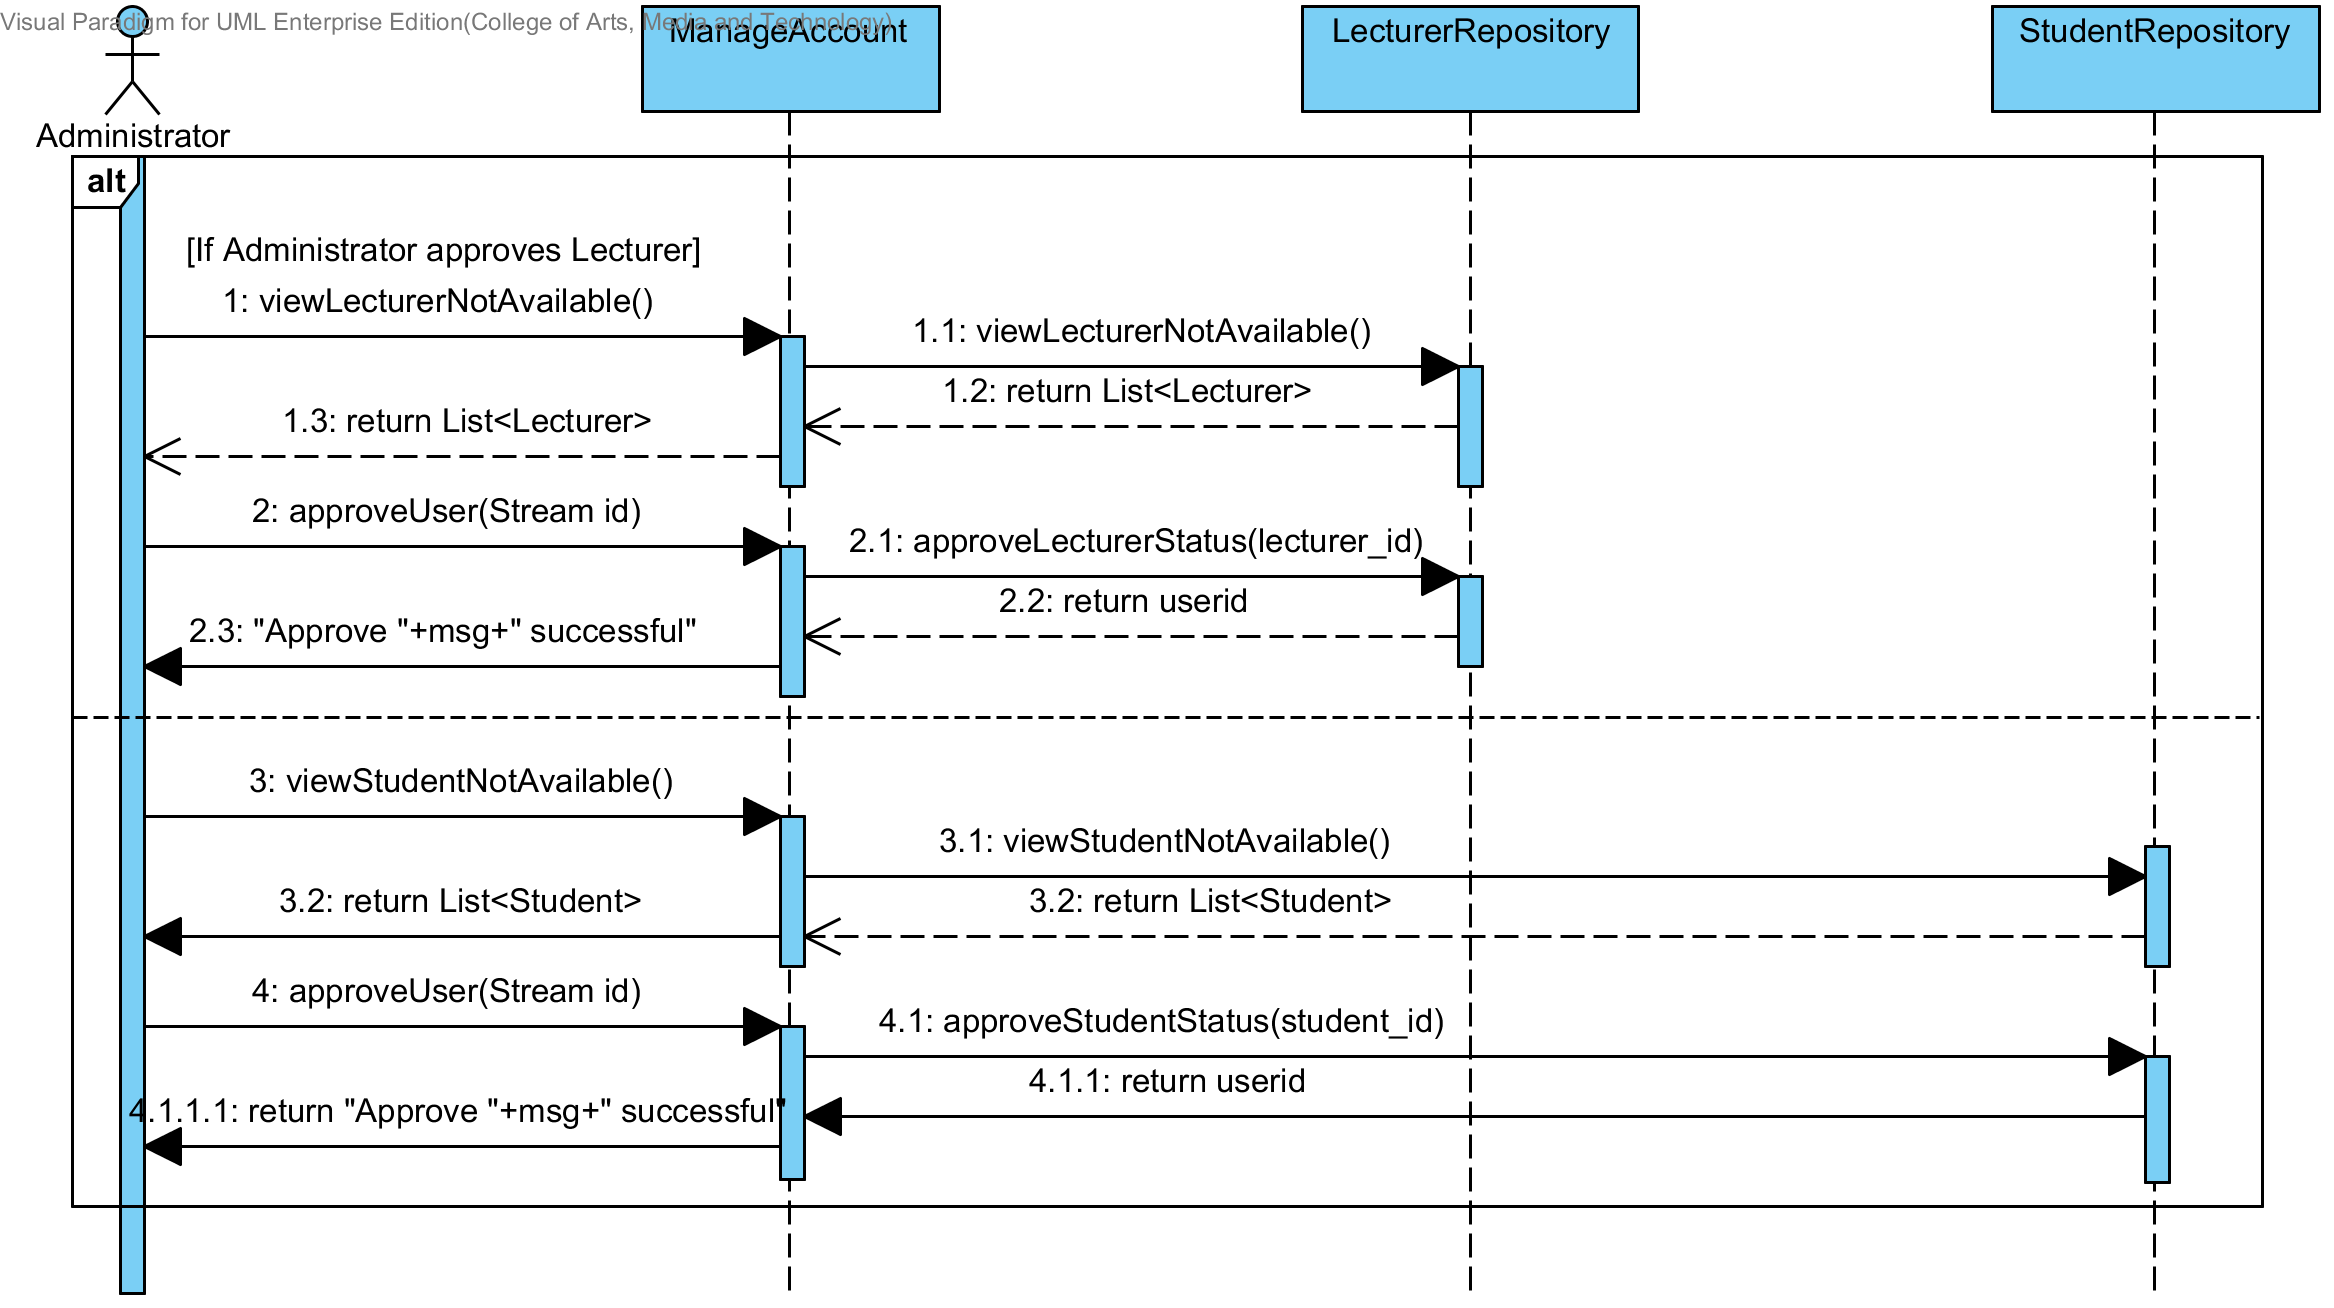 Visual Paradigm for UML Enterprise Edition(College of Arts, Media and Technology)
ManageAccount
LecturerRepository
StudentRepository
Administrator
alt
[If Administrator approves Lecturer]
1: viewLecturerNotAvailable()
1.1: viewLecturerNotAvailable()
1.2: return List<Lecturer>
1.3: return List<Lecturer>
2: approveUser(Stream id)
2.1: approveLecturerStatus(lecturer_id)
2.2: return userid
2.3: "Approve "+msg+" successful"
3: viewStudentNotAvailable()
3.1: viewStudentNotAvailable()
3.2: return List<Student>
3.2: return List<Student>
4: approveUser(Stream id)
4.1: approveStudentStatus(student_id)
4.1.1: return userid
4.1.1.1: return "Approve "+msg+" successful"